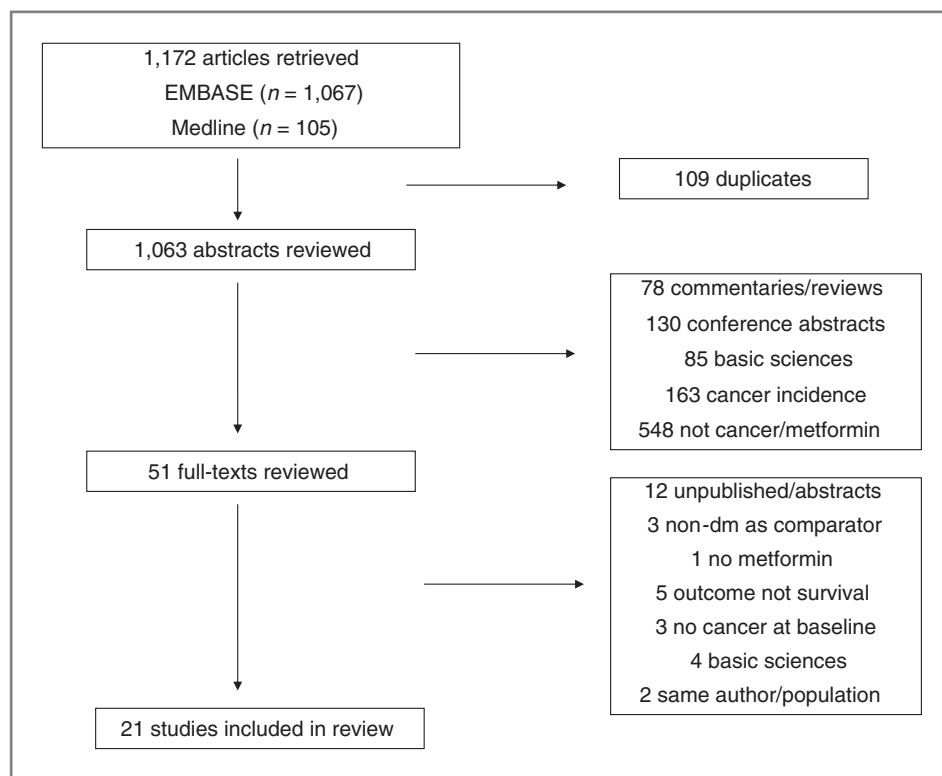 1,172 articles retrieved
EMBASE (n = 1,067)
Medline (n = 105)
109 duplicates
1,063 abstracts reviewed
78 commentaries/reviews
130 conference abstracts
85 basic sciences
163 cancer incidence
548 not cancer/metformin
51 full-texts reviewed
12 unpublished/abstracts
3 non-dm as comparator
1 no metformin
5 outcome not survival
3 no cancer at baseline
4 basic sciences
2 same author/population
21 studies included in review